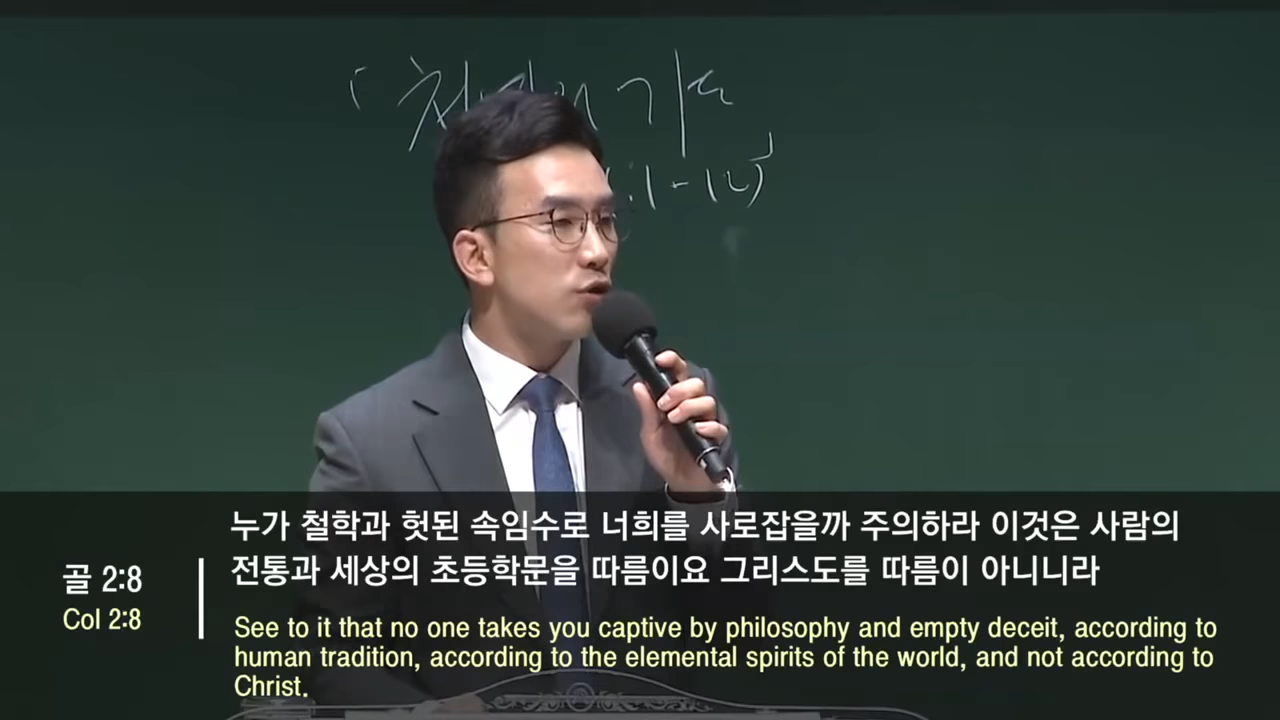 기도
:1-12)」
누가 철학과 헛된 속임수로 너희를 사로잡을까 주의하라 이것은 사람의
전통과 세상의 초등학문을 따름이요 그리스도를 따름이 아니니라
골 2:8
Col 2:8
See to it that no one takes you captive by philosophy and empty deceit, according to
human tradition, according to the elemental spirits of the world, and not according to
Christ.